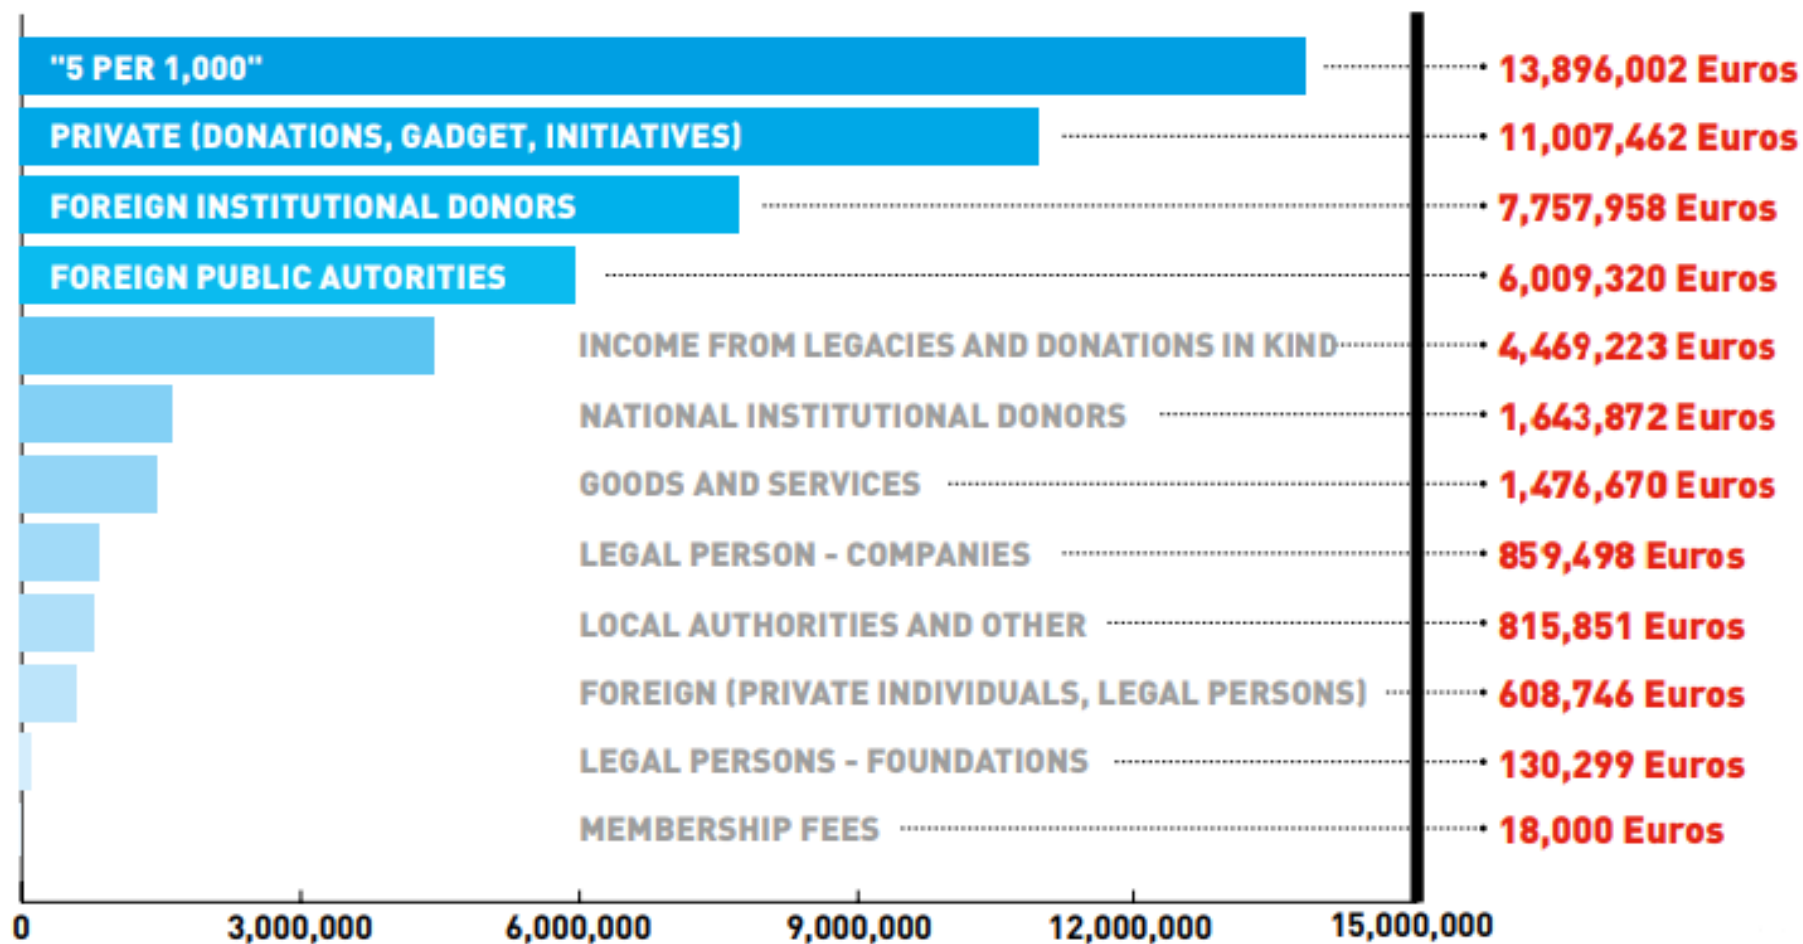 "5 PER 1,000" 13,896,002 Euros
PRIVATE (DONATIONS, GADGET, INITIATIVES) 11,007,462 Euros
FOREIGN INSTITUTIONAL DONORS 7,757,958 Euros
FOREIGN PUBLIC AUTORITIES 6,009,320 Euros
INCOME FROM LEGACIES AND DONATIONS IN KIND 4,469,223 Euros
NATIONAL INSTITUTIONAL DONORS 1,643,872 Euros
GOODS AND SERVICES 1,476,670 Euros
LEGAL PERSON - COMPANIES 859,498 Euros
LOCAL AUTHORITIES AND OTHER 815,851 Euros
FOREIGN (PRIVATE INDIVIDUALS, LEGAL PERSONS) 608,746 Euros
LEGAL PERSONS - FOUNDATIONS 130,299 Euros
MEMBERSHIP FEES 18,000 Euros
0 3,000,000 6,000,000 9,000,000 12,000,000 15,000,000